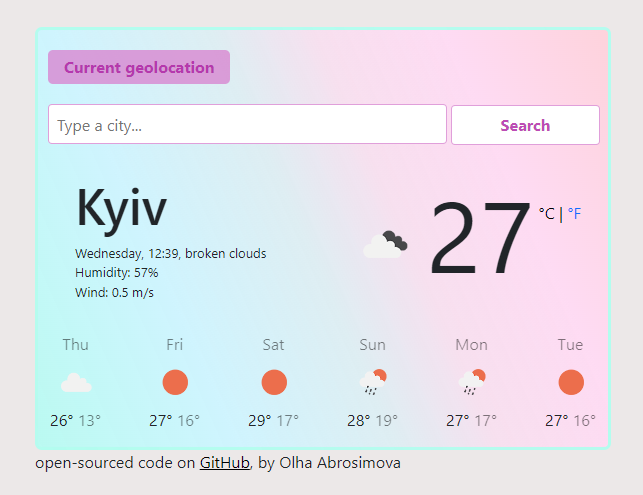 Current geolocation
Type a city...
Search
Kyiv
27
°C | °F
Wednesday, 12:39, broken clouds
Humidity: 57%
Wind: 0.5 m/s
Thu Fri Sat Sun Mon Tue
26° 13° 27° 16° 29° 17° 28° 19° 27° 17° 27° 16°
open-sourced code on GitHub, by Olha Abrosimova